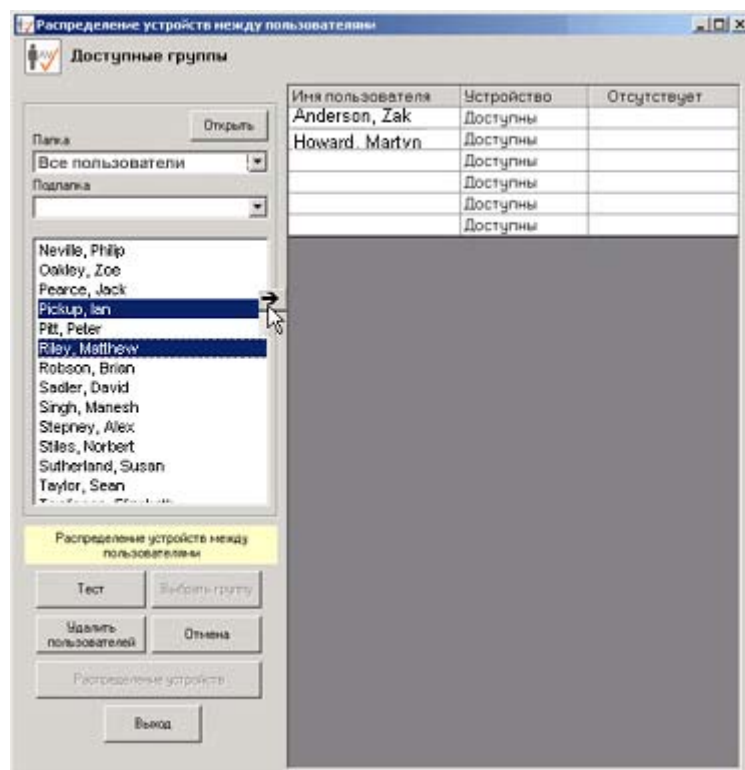 Распределение устройств между пользователями
Доступные группы
Открыть
Папка
Все пользователи
Подпапка
Neville, Philip
Oakley, Zoe
Pearce, Jack
Pickup, Ian
Pitt, Peter
Riley, Matthew
Robson, Brian
Sadler, David
Singh, Manesh
Stepney, Alex
Stiles, Norbert
Sutherland, Susan
Taylor, Sean
Распределение устройств между
пользователями
Тест
Выбрать группу
Удалить
пользователей
Отмена
Распределение устройств
Выход
Имя пользователя Устройство Отсутствует
Anderson, Zak Доступны
Howard, Martyn Доступны
Доступны
Доступны
Доступны
Доступны